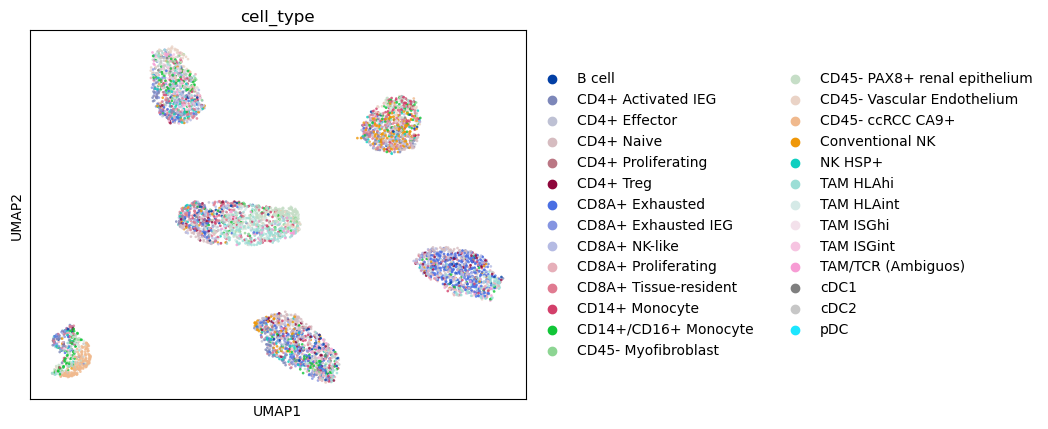 cell_type
UMAP2
UMAP1
B cell
CD4+ Activated IEG
CD4+ Effector
CD4+ Naive
CD4+ Proliferating
CD4+ Treg
CD8A+ Exhausted
CD8A+ Exhausted IEG
CD8A+ NK-like
CD8A+ Proliferating
CD8A+ Tissue-resident
CD14+ Monocyte
CD14+/CD16+ Monocyte
CD45- Myofibroblast
CD45- PAX8+ renal epithelium
CD45- Vascular Endothelium
CD45- ccRCC CA9+
Conventional NK
NK HSP+
TAM HLAhi
TAM HLAint
TAM ISGhi
TAM ISGint
TAM/TCR (Ambiguos)
cDC1
cDC2
pDC